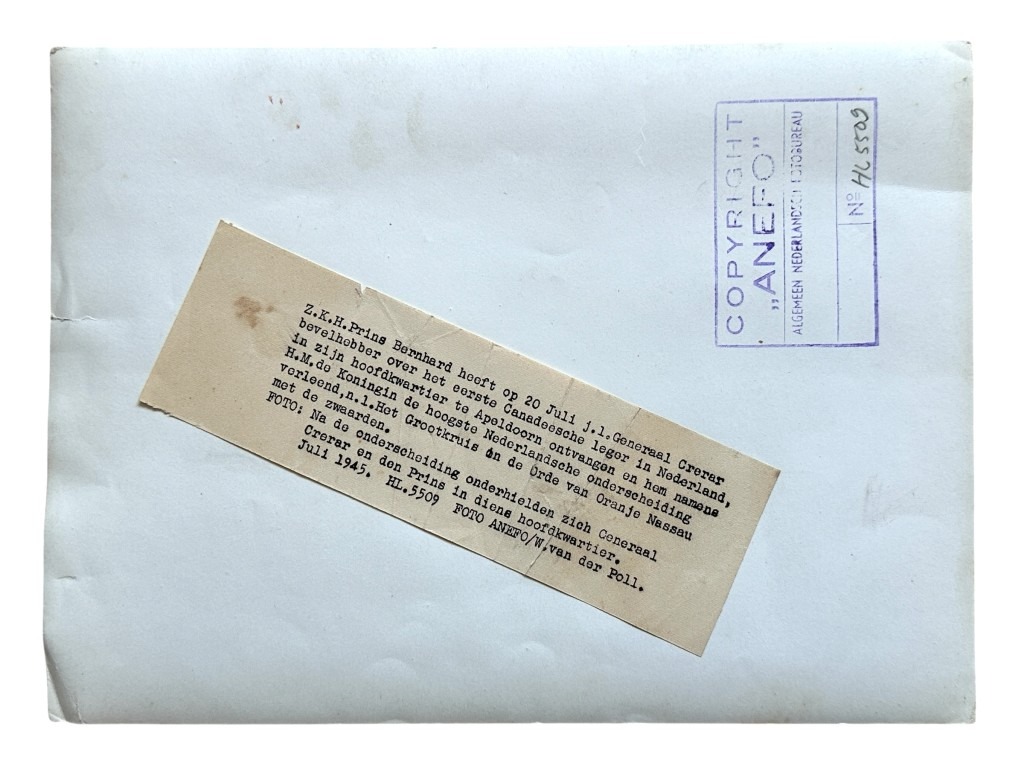 Z.K.H.Prins Bernhard heeft op 20 Juli j.l.Generaal Crerar
bevelhebber over het eerste Canadeesche leger in Nederland,
in zijn hoofdkwartier te Apeldoorn ontvangen en hem namens
H.M.de Koningin de hoogste Nederlandsche onderscheiding
verleend,n.l.Het Grootkruis in de Orde van Oranje Nassau
met de zwaarden.
FOTO: Na de onderscheiding onderhielden zich Generaal
Crerar en den Prins in diens hoofdkwartier.
Juli 1945. HL.5509 FOTO ANEFO/W.van der Poll.
COPYRIGHT
„ANEFO”
ALGEMEEN NEDERLANDSCH FOTOBUREAU
No HL 5509